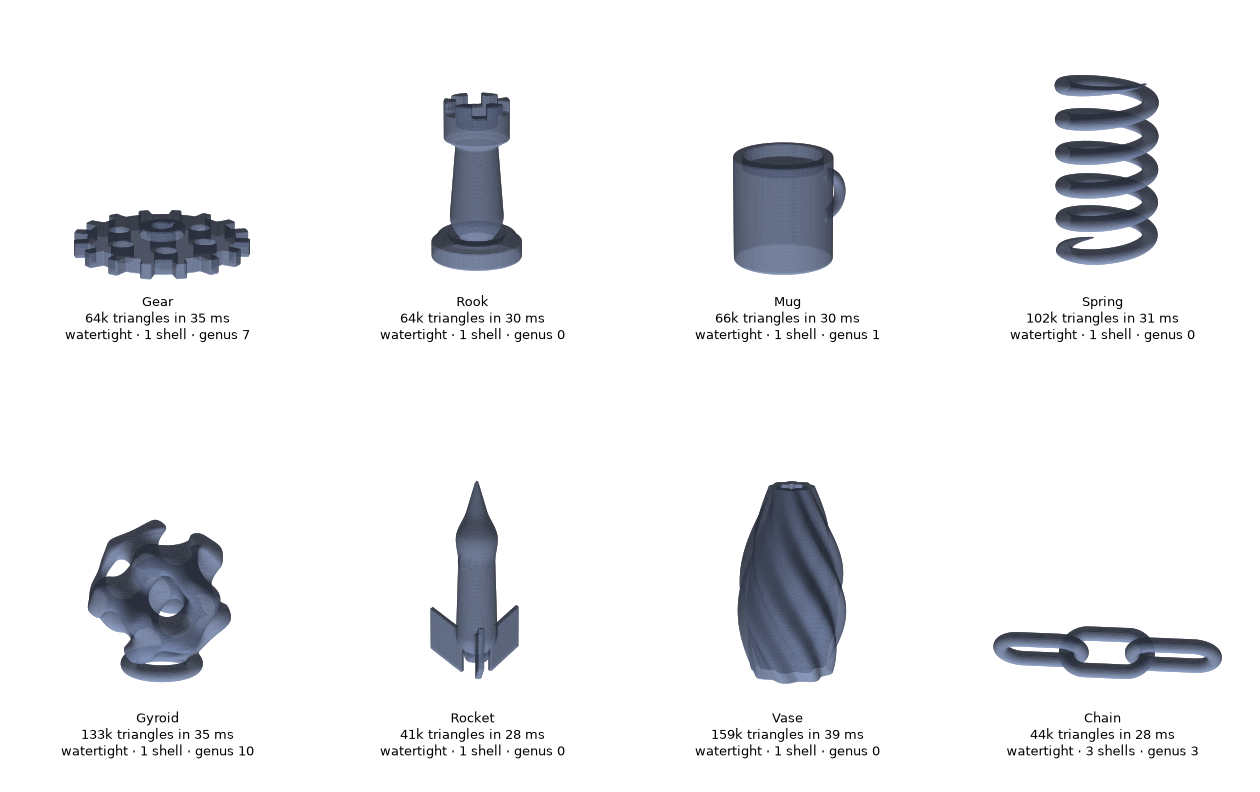 Gear
64k triangles in 35 ms
watertight · 1 shell · genus 7
Rook
64k triangles in 30 ms
watertight · 1 shell · genus 0
Mug
66k triangles in 30 ms
watertight · 1 shell · genus 1
Spring
102k triangles in 31 ms
watertight · 1 shell · genus 0
Gyroid
133k triangles in 35 ms
watertight · 1 shell · genus 10
Rocket
41k triangles in 28 ms
watertight · 1 shell · genus 0
Vase
159k triangles in 39 ms
watertight · 1 shell · genus 0
Chain
44k triangles in 28 ms
watertight · 3 shells · genus 3